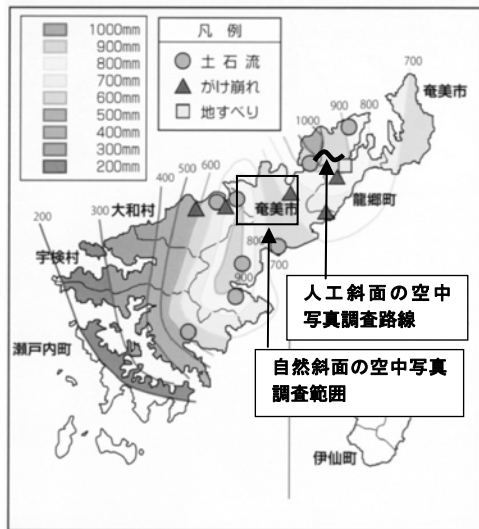 1000mm
900mm
800mm
700mm
600mm
500mm
400mm
300mm
200mm
凡 例
土 石 流
がけ崩れ
地すべり
700
奄美市
1000
900
800
龍郷町
奄美市
600
500
400
300
200
大和村
宇検村
瀬戸内町
800
700
900
人工斜面の空中
写真調査路線
自然斜面の空中写真
調査範囲
伊仙町